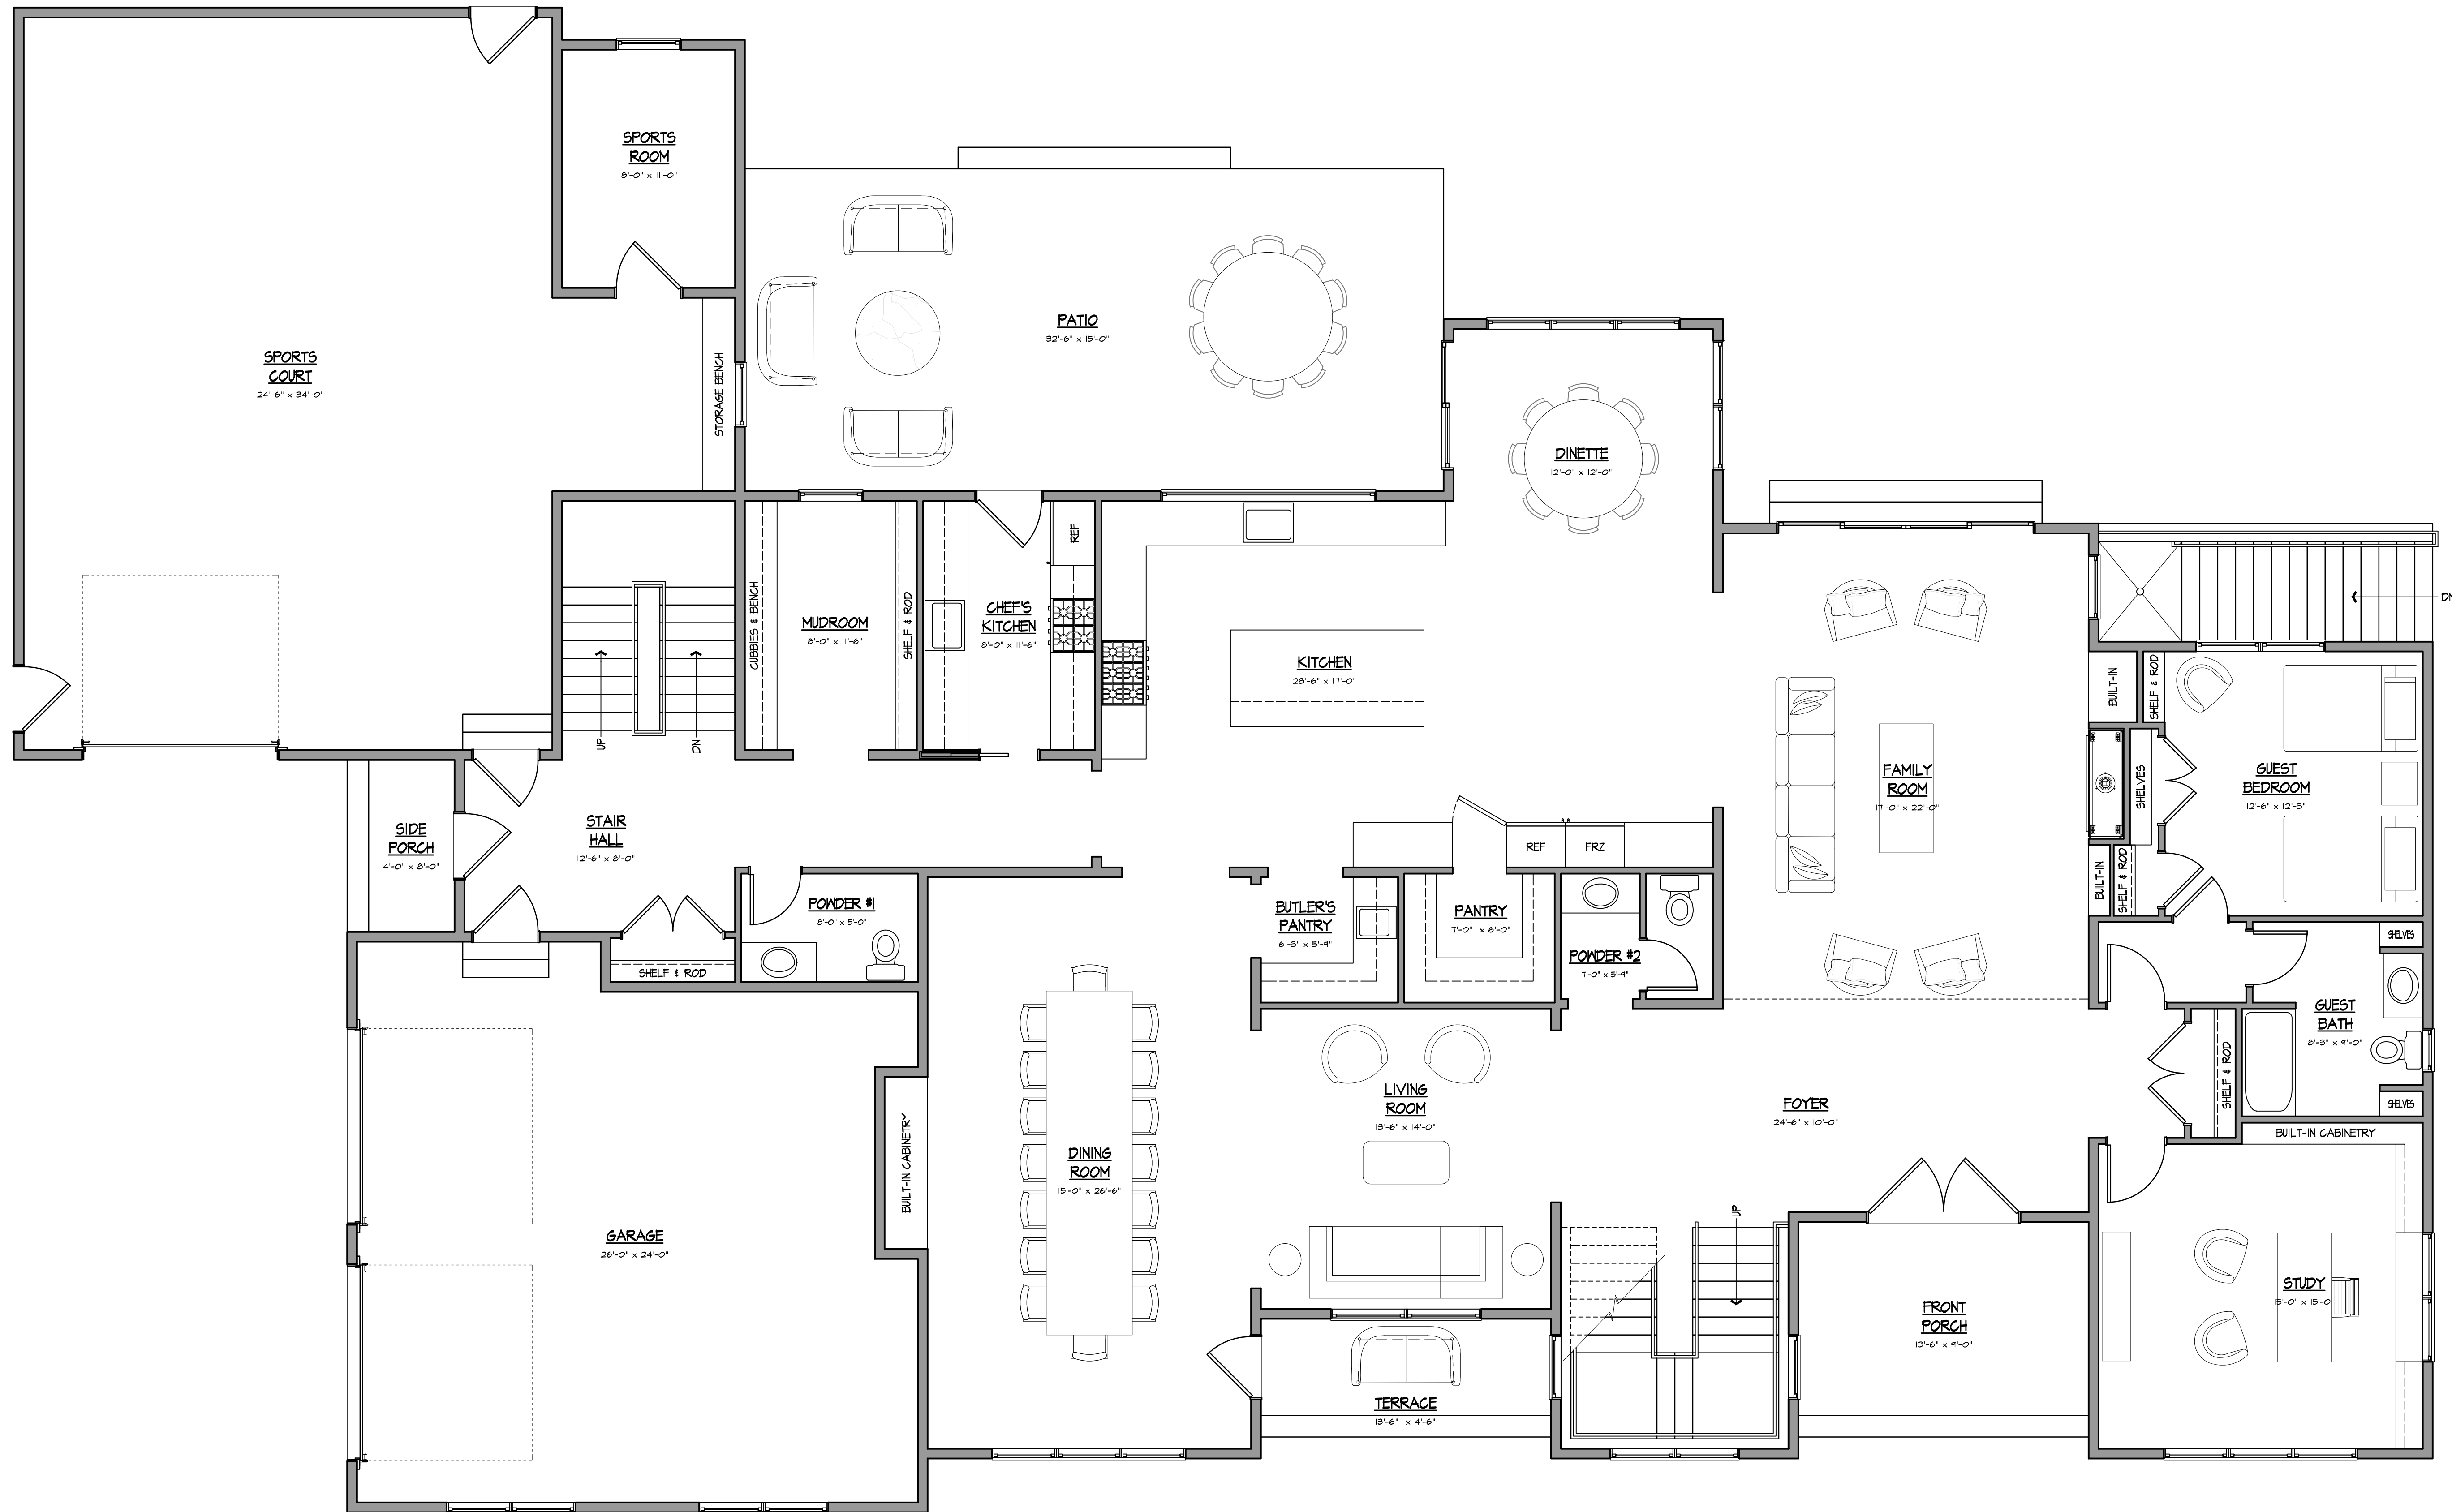 SPORTS
ROOM
8'-0" x 11'-0"
SPORTS
COURT
24'-6" x 34'-0"
STORAGE BENCH
PATIO
32'-6" x 15'-0"
DINETTE
12'-0" x 12'-0"
UP
DN
CUBBIES & BENCH
MUDROOM
8'-0" x 11'-6"
SHELF & ROD
CHEF'S
KITCHEN
8'-0" x 11'-6"
REF
KITCHEN
28'-6" x 17'-0"
REF
FRZ
FAMILY
ROOM
17'-0" x 22'-0"
BUILT-IN
SHELF & ROD
SHELVES
BUILT-IN
SHELF & ROD
GUEST
BEDROOM
12'-6" x 12'-3"
DN
SIDE
PORCH
4'-0" x 8'-0"
STAIR
HALL
12'-6" x 8'-0"
SHELF & ROD
POWDER #1
8'-0" x 5'-0"
BUTLER'S
PANTRY
6'-3" x 5'-9"
PANTRY
7'-0" x 6'-0"
POWDER #2
7'-0" x 5'-9"
SHELVES
GUEST
BATH
8'-3" x 9'-0"
SHELVES
SHELF & ROD
GARAGE
26'-0" x 24'-0"
BUILT-IN CABINETRY
DINING
ROOM
15'-0" x 26'-6"
LIVING
ROOM
13'-6" x 14'-0"
FOYER
24'-6" x 10'-0"
BUILT-IN CABINETRY
UP
TERRACE
13'-6" x 4'-6"
FRONT
PORCH
13'-6" x 9'-0"
STUDY
15'-0" x 15'-0